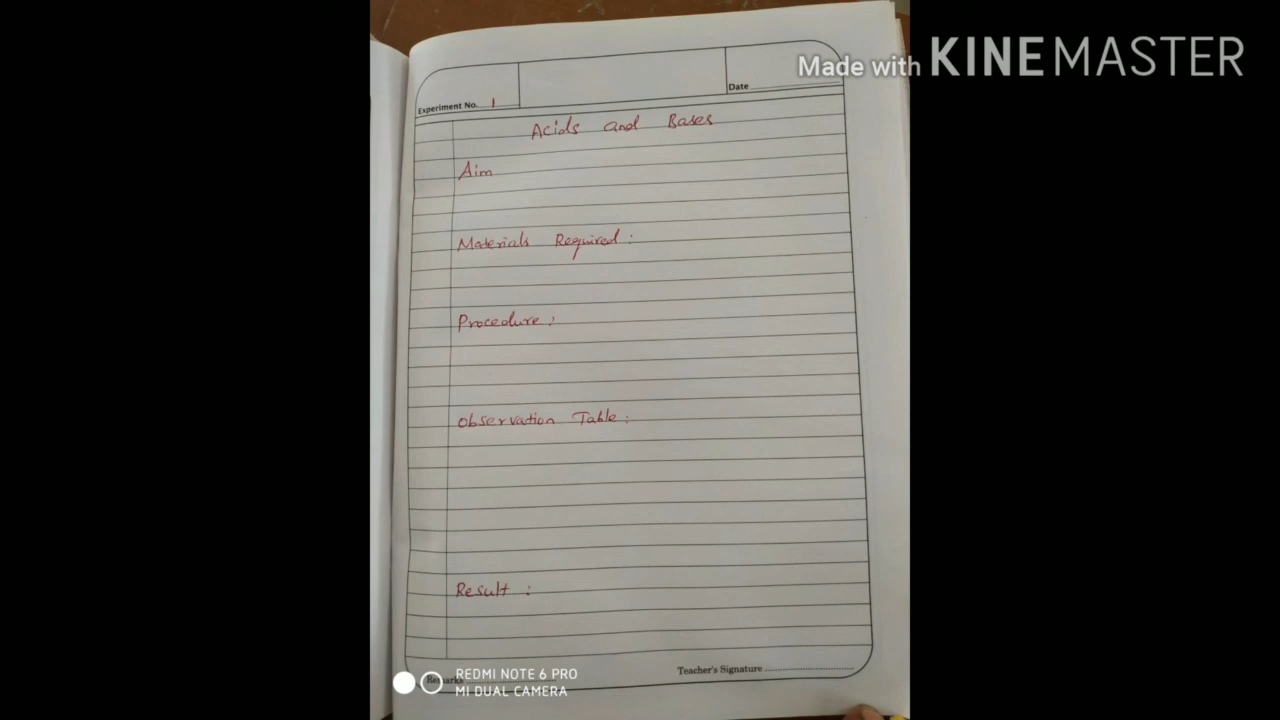 Made with KINEMASTER
Experiment No. 1
Date
Acids and Bases
Aim
Materials Required :
Procedure :
Observation Table :
Result :
Teacher's Signature
Remarks
REDMI NOTE 6 PRO
MI DUAL CAMERA